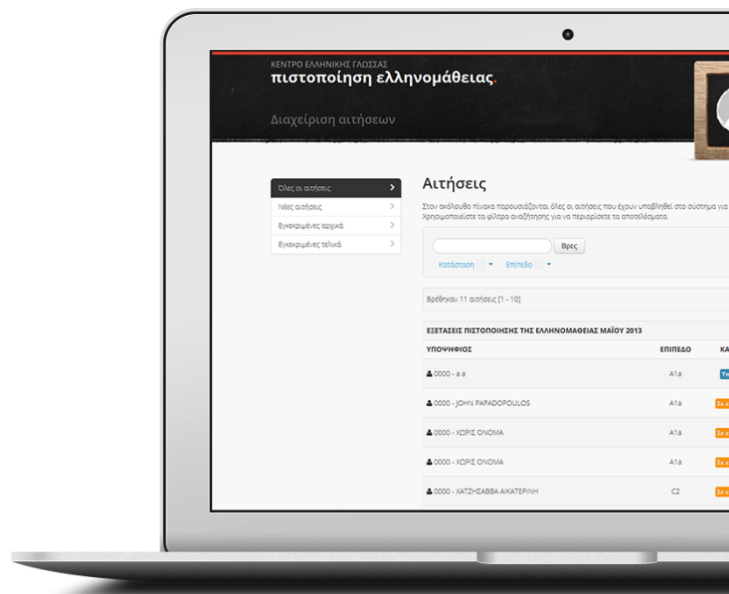 ΚΕΝΤΡΟ ΕΛΛΗΝΙΚΗΣ ΓΛΩΣΣΑΣ
πιστοποίηση ελληνομάθειας.
Διαχείριση αιτήσεων
Όλες οι αιτήσεις
Νέες αιτήσεις
Εγκεκριμένες αρχικά
Εγκεκριμένες τελικά
Αιτήσεις
Στον ακόλουθο πίνακα παρουσιάζονται όλες οι αιτήσεις που έχουν υποβληθεί στο σύστημα για
Χρησιμοποιείστε τα φίλτρα αναζήτησης για να περιορίσετε τα αποτελέσματα.
Βρες
Κατάσταση Επίπεδο
Βρέθηκαν 11 αιτήσεις [1 - 10]
ΕΞΕΤΑΣΕΙΣ ΠΙΣΤΟΠΟΙΗΣΗΣ ΤΗΣ ΕΛΛΗΝΟΜΑΘΕΙΑΣ ΜΑΪΟΥ 2013
ΥΠΟΨΗΦΙΟΣ ΕΠΙΠΕΔΟ ΚΑ
0000 - a a A1a
0000 - JOHN PAPADOPOULOS A1a
0000 - ΧΩΡΙΣ ΟΝΟΜΑ A1a
0000 - ΧΩΡΙΣ ΟΝΟΜΑ A1a
0000 - ΧΑΤΖΗΣΑΒΒΑ ΑΙΚΑΤΕΡΙΝΗ C2